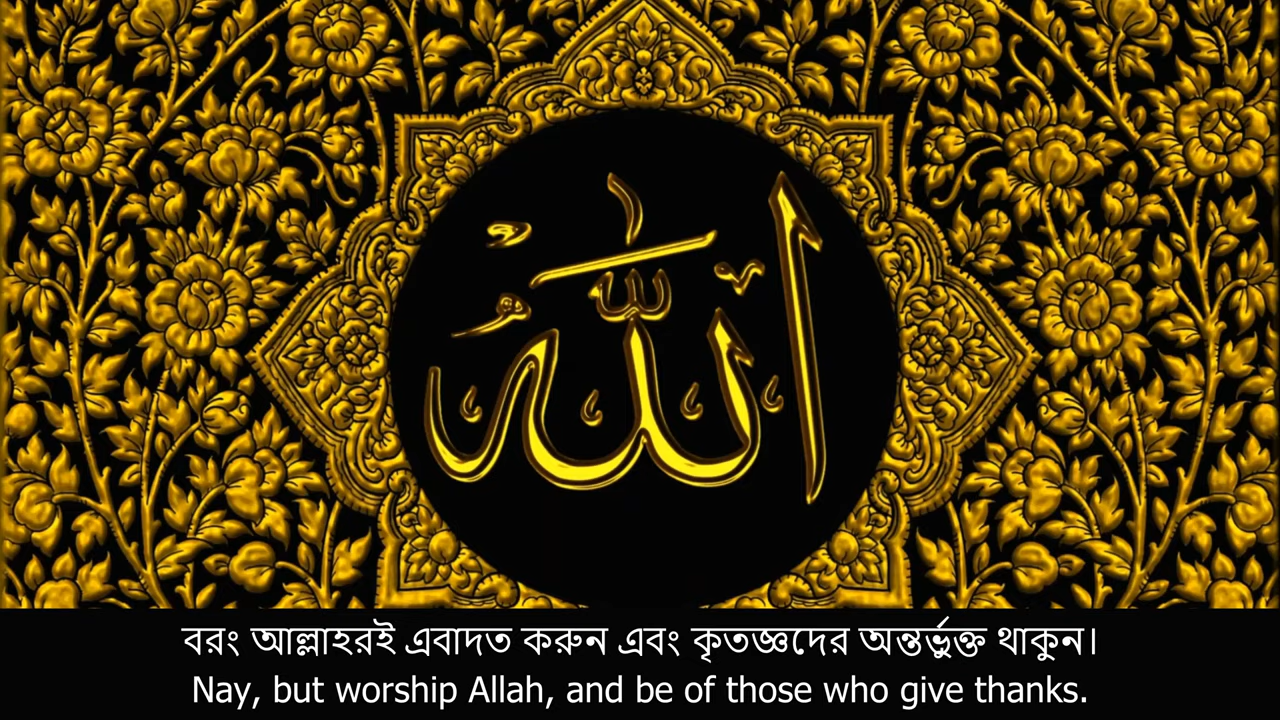 الله
বরং আল্লাহরই এবাদত করুন এবং কৃতজ্ঞদের অন্তর্ভুক্ত থাকুন।
Nay, but worship Allah, and be of those who give thanks.